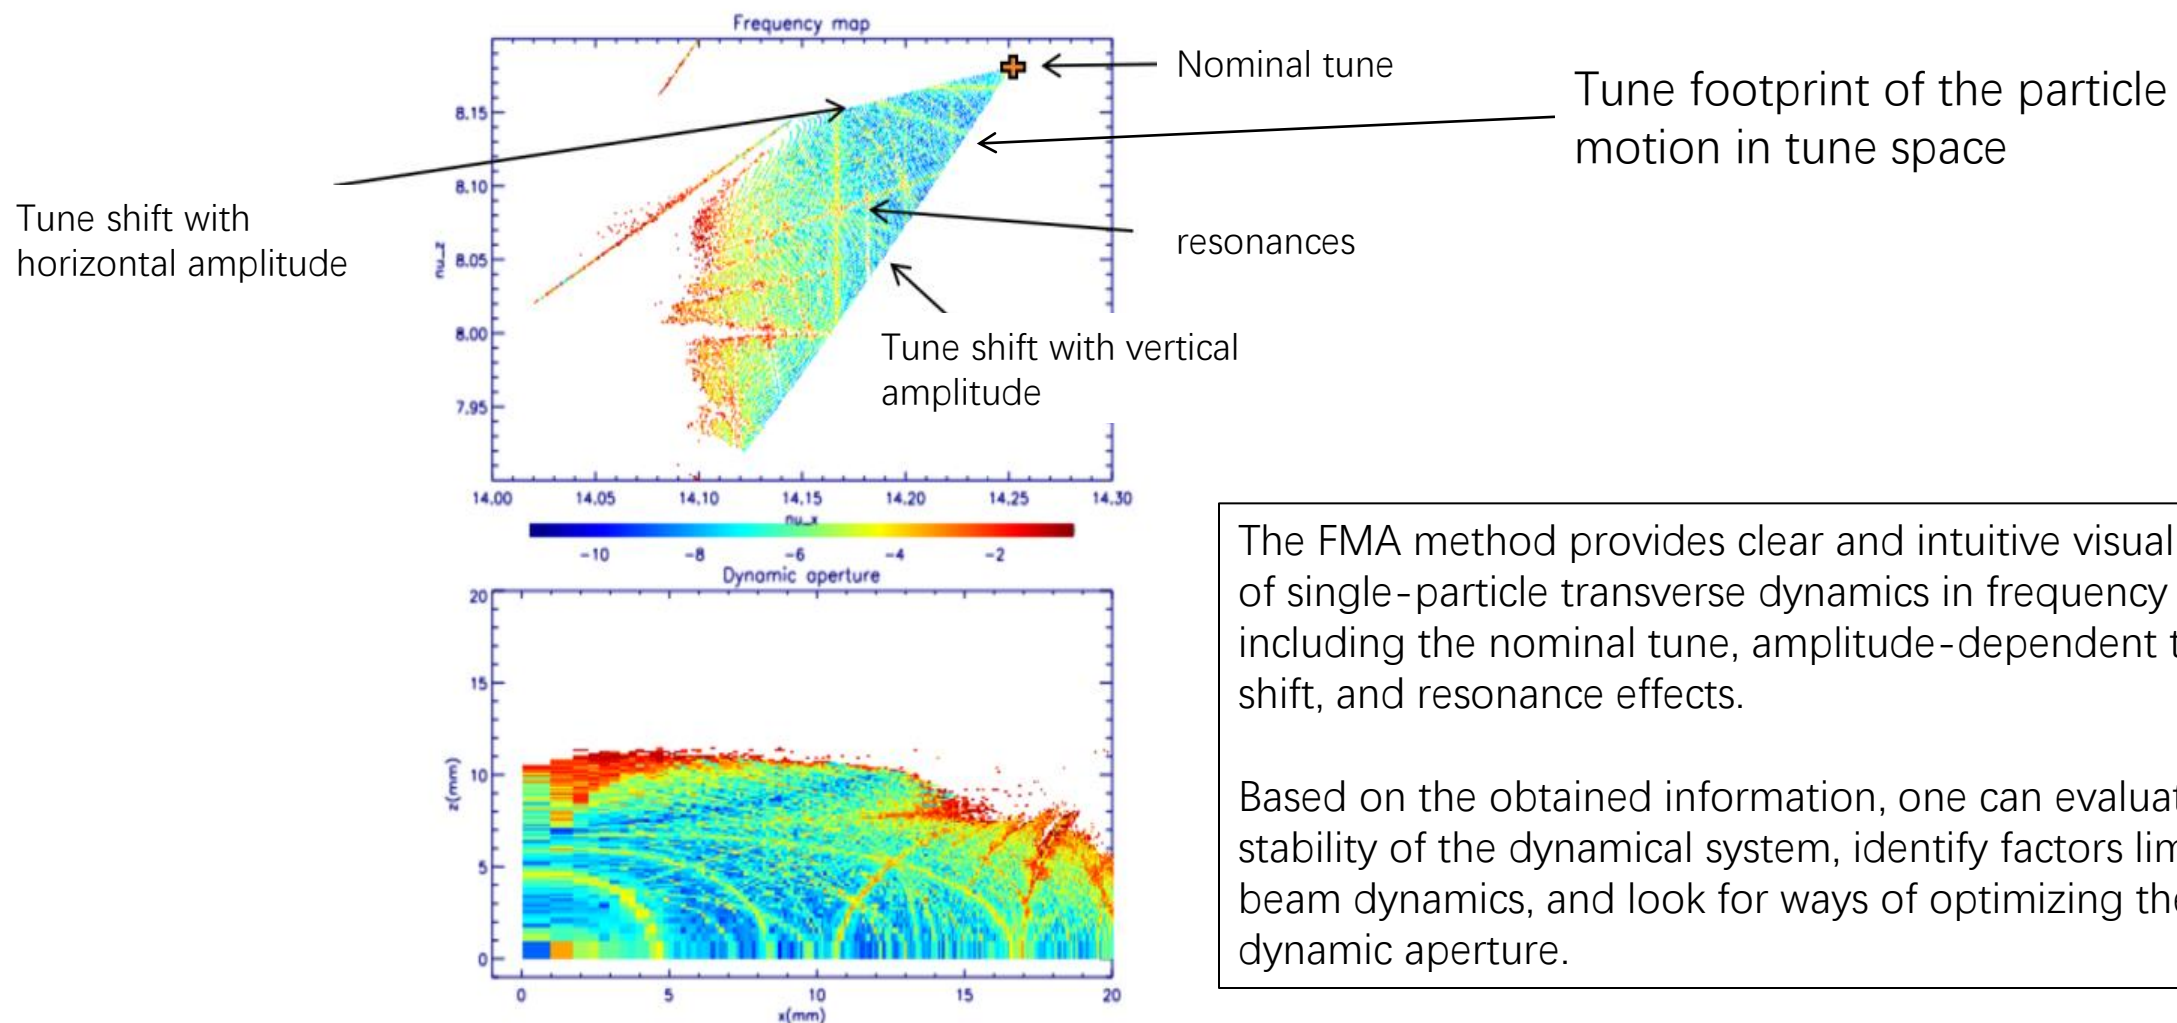 Frequency map
Nominal tune
Tune footprint of the particle
motion in tune space
8.15
8.10
Tune shift with
horizontal amplitude
resonances
nu_z
8.05
8.00
Tune shift with vertical
amplitude
7.95
14.00 14.05 14.10 14.15 14.20 14.25 14.30
nu_x
-10 -8 -6 -4 -2
Dynamic aperture
20
15
10
z(mm)
5
0
0 5 10 15 20
x(mm)
The FMA method provides clear and intuitive visual
of single-particle transverse dynamics in frequency
including the nominal tune, amplitude-dependent
shift, and resonance effects.
Based on the obtained information, one can
stability of the dynamical system, identify factors
beam dynamics, and look for ways of optimizing
dynamic aperture.